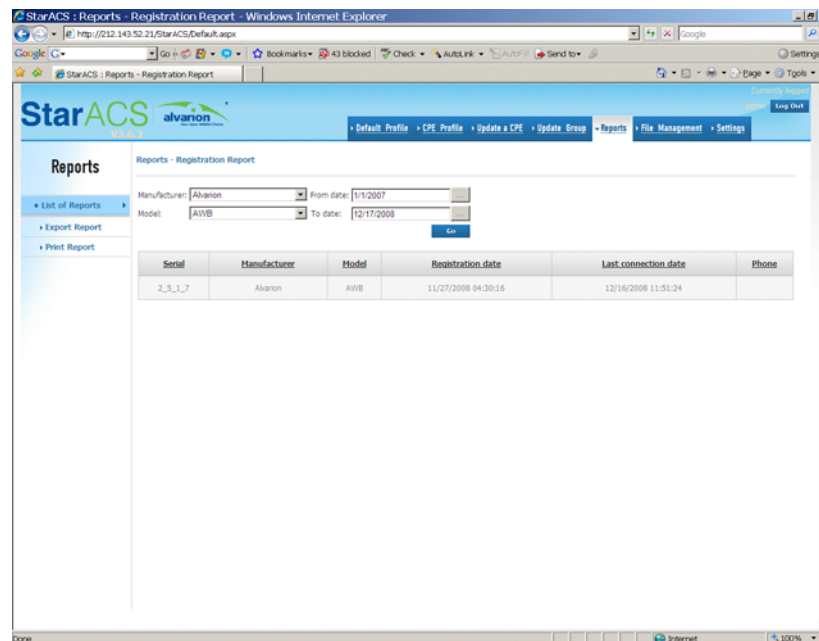 StarACS : Reports - Registration Report - Windows Internet Explorer
http://212.143.52.21/StarACS/Default.aspx
Google
Google G Go Bookmarks 43 blocked Check AutoLink AutoFill Send to Settings
StarACS : Reports - Registration Report Page Tools
Currently logged
admin Log Out
StarACS alvarion
V3.6.2
Default Profile CPE Profile Update a CPE Update Group Reports File Management Settings
Reports
List of Reports
Export Report
Print Report
Reports - Registration Report
Manufacturer: Alvarion From date: 1/1/2007 ...
Model: AWB To date: 12/17/2008 ...
Go
Serial Manufacturer Model Registration date Last connection date Phone
2_5_1_7 Alvarion AWB 11/27/2008 04:30:16 12/16/2008 11:51:24
Done Internet 100%